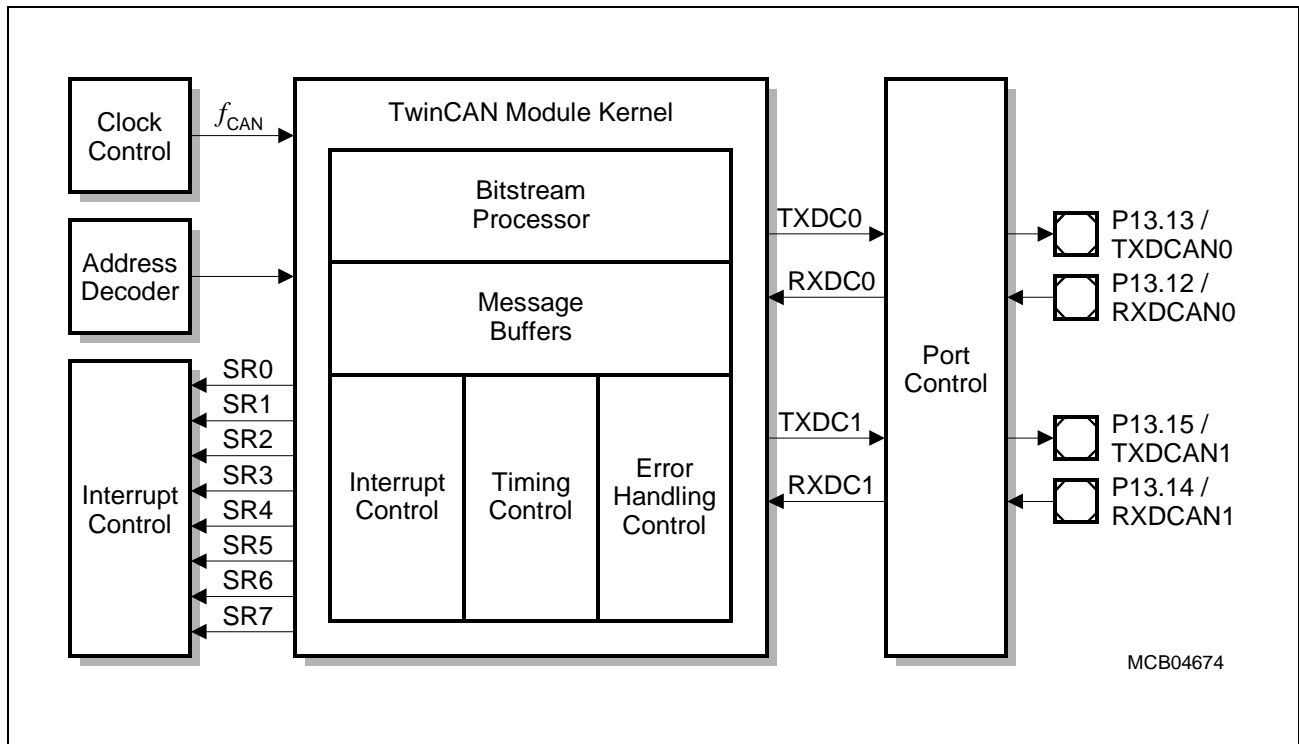 Clock
Control
fCAN
Address
Decoder
Interrupt
Control
SR0
SR1
SR2
SR3
SR4
SR5
SR6
SR7
TwinCAN Module Kernel
Bitstream
Processor
Message
Buffers
Interrupt
Control
Timing
Control
Error
Handling
Control
TXDC0
RXDC0
TXDC1
RXDC1
Port
Control
P13.13 /
TXDCAN0
P13.12 /
RXDCAN0
P13.15 /
TXDCAN1
P13.14 /
RXDCAN1
MCB04674